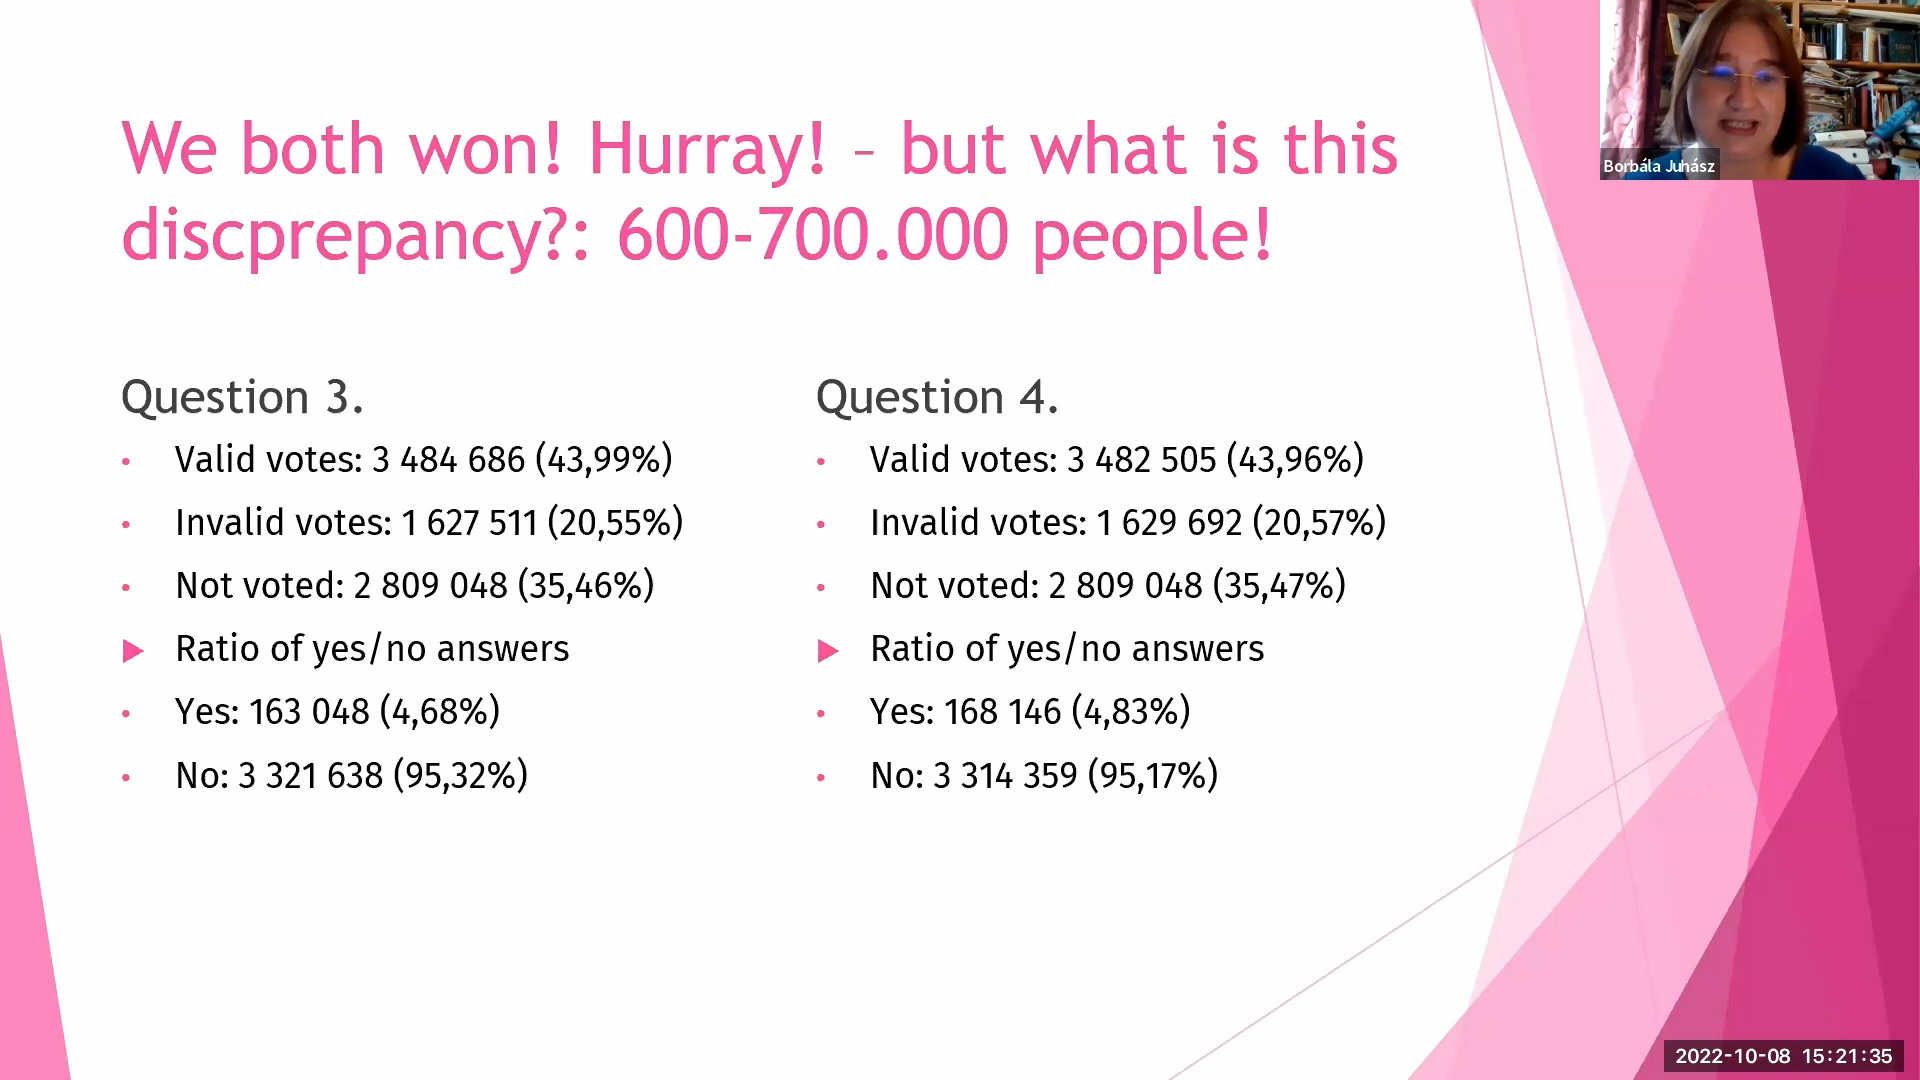 We both won! Hurray! – but what is this
discprepancy?: 600-700.000 people!
Question 3.
• Valid votes: 3 484 686 (43,99%)
• Invalid votes: 1 627 511 (20,55%)
• Not voted: 2 809 048 (35,46%)
Ratio of yes/no answers
• Yes: 163 048 (4,68%)
• No: 3 321 638 (95,32%)
Question 4.
• Valid votes: 3 482 505 (43,96%)
• Invalid votes: 1 629 692 (20,57%)
• Not voted: 2 809 048 (35,47%)
Ratio of yes/no answers
• Yes: 168 146 (4,83%)
• No: 3 314 359 (95,17%)
Borbála Juhász
2022-10-08 15:21:35